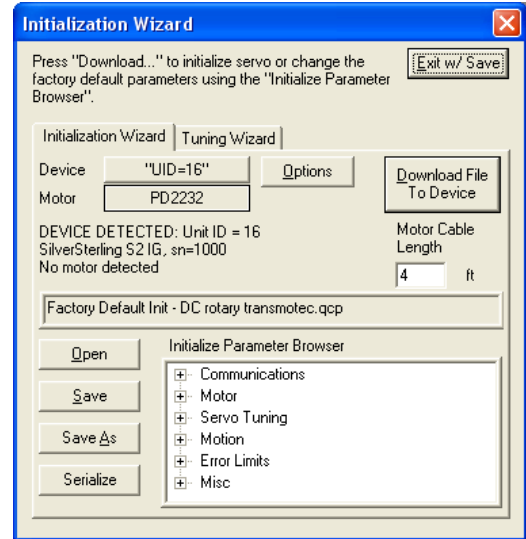 Initialization Wizard
Press "Download..." to initialize servo or change the
factory default parameters using the "Initialize Parameter
Browser".
Exit w/ Save
Initialization Wizard
Tuning Wizard
Device
"UID=16"
Options
Motor
PD2232
Download File
To Device
DEVICE DETECTED: Unit ID = 16
SilverSterling S2 IG, sn=1000
No motor detected
Motor Cable
Length
4 ft
Factory Default Init - DC rotary transmotec.qcp
Open
Save
Save As
Serialize
Initialize Parameter Browser
Communications
Motor
Servo Tuning
Motion
Error Limits
Misc